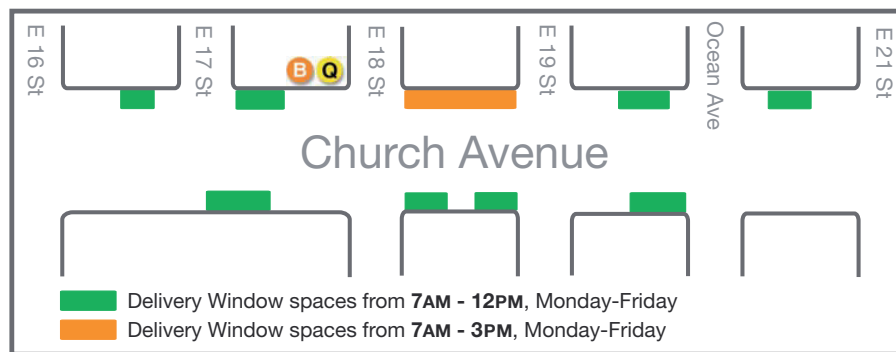 E 16 St
E 17 St
B Q
E 18 St
E 19 St
Ocean Ave
E 21 St
Church Avenue
Delivery Window spaces from 7AM - 12PM, Monday-Friday
Delivery Window spaces from 7AM - 3PM, Monday-Friday